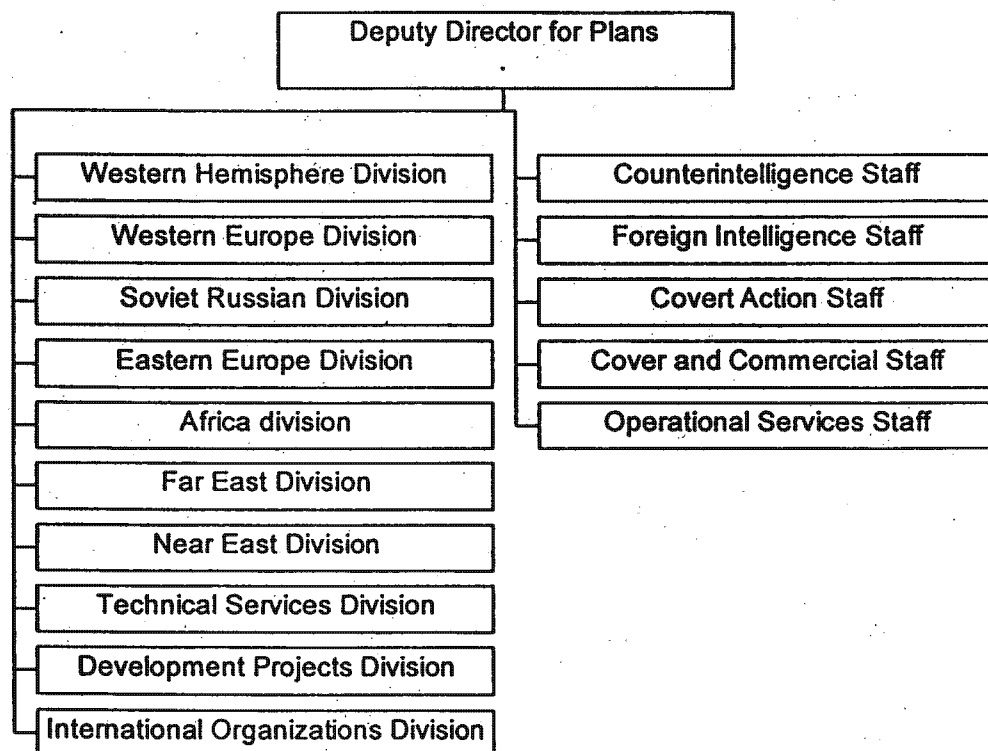 Deputy Director for Plans
Western Hemisphere Division
Western Europe Division
Soviet Russian Division
Eastern Europe Division
Africa division
Far East Division
Near East Division
Technical Services Division
Development Projects Division
International Organizations Division
Counterintelligence Staff
Foreign Intelligence Staff
Covert Action Staff
Cover and Commercial Staff
Operational Services Staff